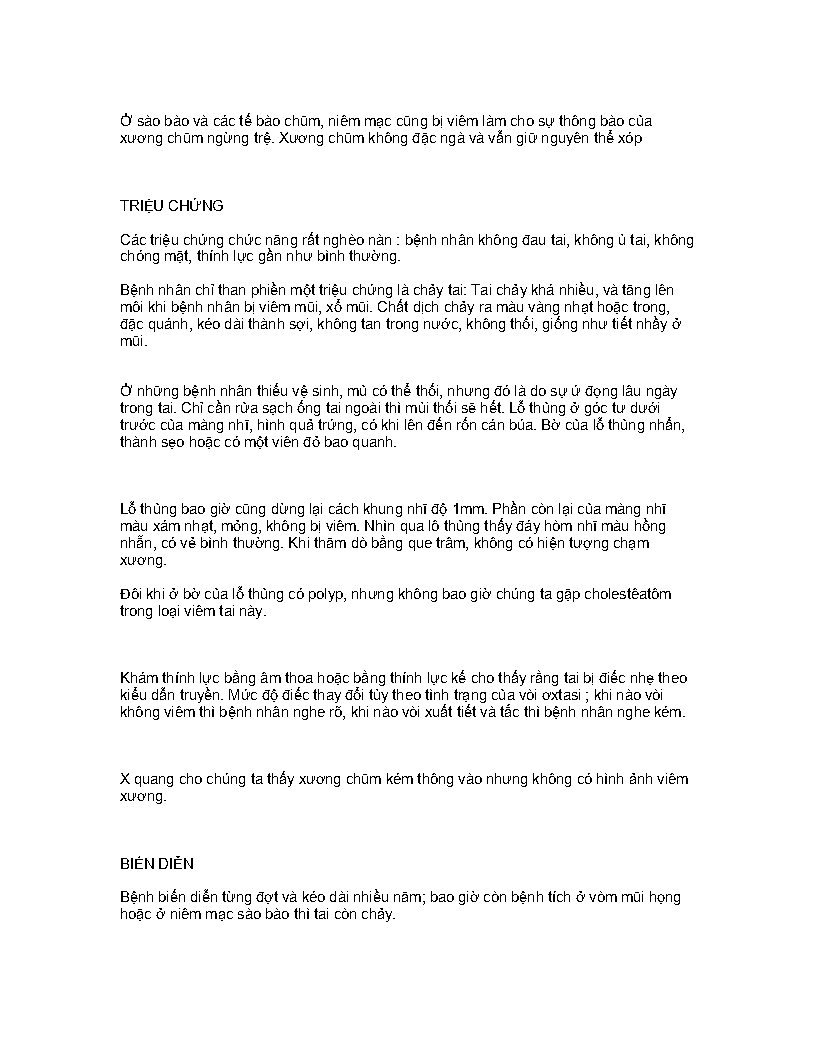 Ở sào bào và các tế bào chũm, niêm mạc cũng bị viêm làm cho sự thông bào của
xương chũm ngừng trệ. Xương chũm không đặc ngà và vẫn giữ nguyên thể xóp
TRIỆU CHỨNG
Các triệu chứng chức năng rất nghèo nàn : bệnh nhân không đau tai, không ù tai, không
chóng mặt, thính lực gần như bình thường.
Bệnh nhân chỉ than phiền một triệu chứng là chảy tai: Tai chảy khá nhiều, và tăng lên
mỗi khi bệnh nhân bị viêm mũi, xổ mũi. Chất dịch chảy ra màu vàng nhạt hoặc trong,
đặc quánh, kéo dài thành sợi, không tan trong nước, không thối, giống như tiết nhầy ở
mũi.
Ở những bệnh nhân thiếu vệ sinh, mủ có thể thối, nhưng đó là do sự ứ đọng lâu ngày
trong tai. Chỉ cần rửa sạch ống tai ngoài thì mùi thối sẽ hết. Lỗ thủng ở góc tư dưới
trước của màng nhĩ, hình quả trứng, có khi lên đến rốn cán búa. Bờ của lỗ thủng nhẵn,
thành sẹo hoặc có một viên đỏ bao quanh.
Lỗ thủng bao giờ cũng dừng lại cách khung nhĩ độ 1mm. Phần còn lại của màng nhĩ
màu xám nhạt, mỏng, không bị viêm. Nhìn qua lô thủng thấy đáy hòm nhĩ màu hồng
nhẵn, có vẻ bình thường. Khi thăm dò bằng que trâm, không có hiện tượng chạm
xương.
Đôi khi ở bờ của lỗ thủng có polyp, nhưng không bao giờ chúng ta gặp cholestêatôm
trong loại viêm tai này.
Khám thính lực bằng âm thoa hoặc bằng thính lực kế cho thấy rằng tai bị điếc nhẹ theo
kiểu dẫn truyền. Mức độ điếc thay đổi tùy theo tình trạng của vòi ơxtasi ; khi nào vòi
không viêm thì bệnh nhân nghe rõ, khi nào vòi xuất tiết và tắc thì bệnh nhân nghe kém.
X quang cho chúng ta thấy xương chũm kém thông vào nhưng không có hình ảnh viêm
xương.
BIẾN DIỄN
Bệnh biến diễn từng đợt và kéo dài nhiều năm; bao giờ còn bệnh tích ở vòm mũi họng
hoặc ở niêm mạc sào bào thì tai còn chảy.